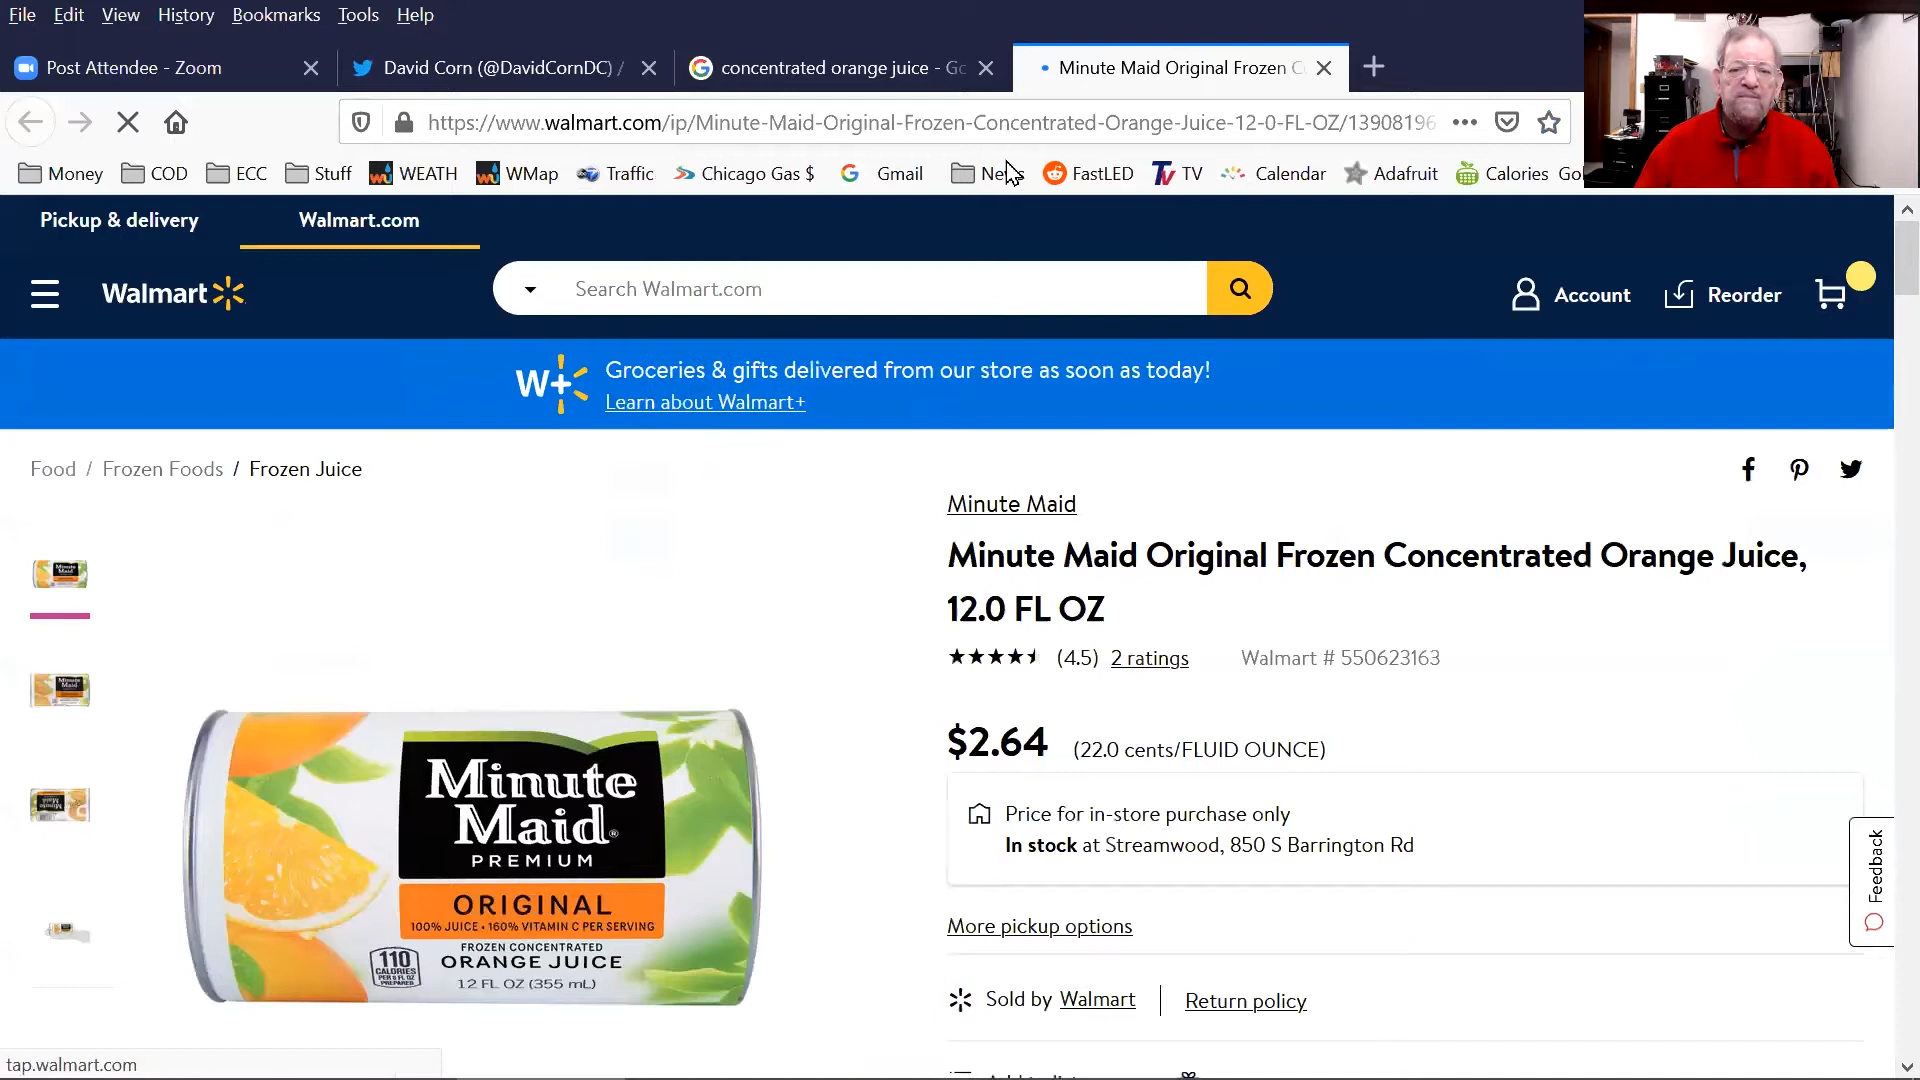 File Edit View History Bookmarks Tools Help
Post Attendee - Zoom
David Corn (@DavidCornDC) /
concentrated orange juice - Go
Minute Maid Original Frozen C
https://www.walmart.com/ip/Minute-Maid-Original-Frozen-Concentrated-Orange-Juice-12-0-FL-OZ/13908196
Money COD ECC Stuff WEATH WMap Traffic Chicago Gas $ Gmail News FastLED TV Calendar Adafruit Calories Go
Pickup & delivery Walmart.com
Walmart
Search Walmart.com
Account Reorder
W+
Groceries & gifts delivered from our store as soon as today!
Learn about Walmart+
Food / Frozen Foods / Frozen Juice
Minute Maid
Minute Maid Original Frozen Concentrated Orange Juice,
12.0 FL OZ
(4.5) 2 ratings Walmart # 550623163
$2.64 (22.0 cents/FLUID OUNCE)
Price for in-store purchase only
In stock at Streamwood, 850 S Barrington Rd
More pickup options
Sold by Walmart Return policy
Feedback
Minute
Maid®
PREMIUM
ORIGINAL
100% JUICE • 160% VITAMIN C PER SERVING
FROZEN CONCENTRATED
ORANGE JUICE
12 FL OZ (355 mL)
110
CALORIES
PER 8 FL OZ
PREPARED
tap.walmart.com